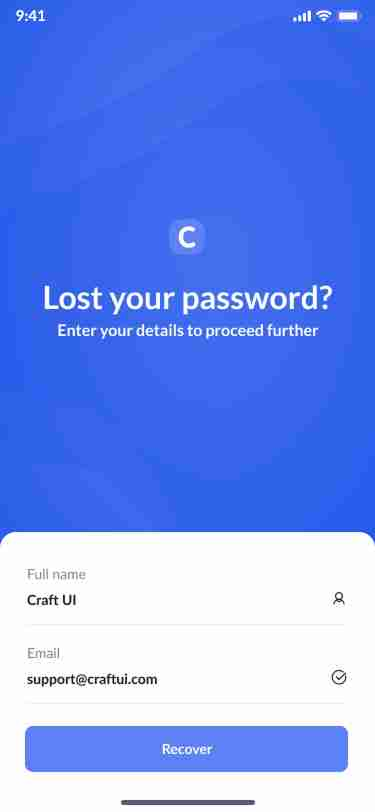 9:41
C
Lost your password?
Enter your details to proceed further
Full name
Craft UI
Email
support@craftui.com
Recover